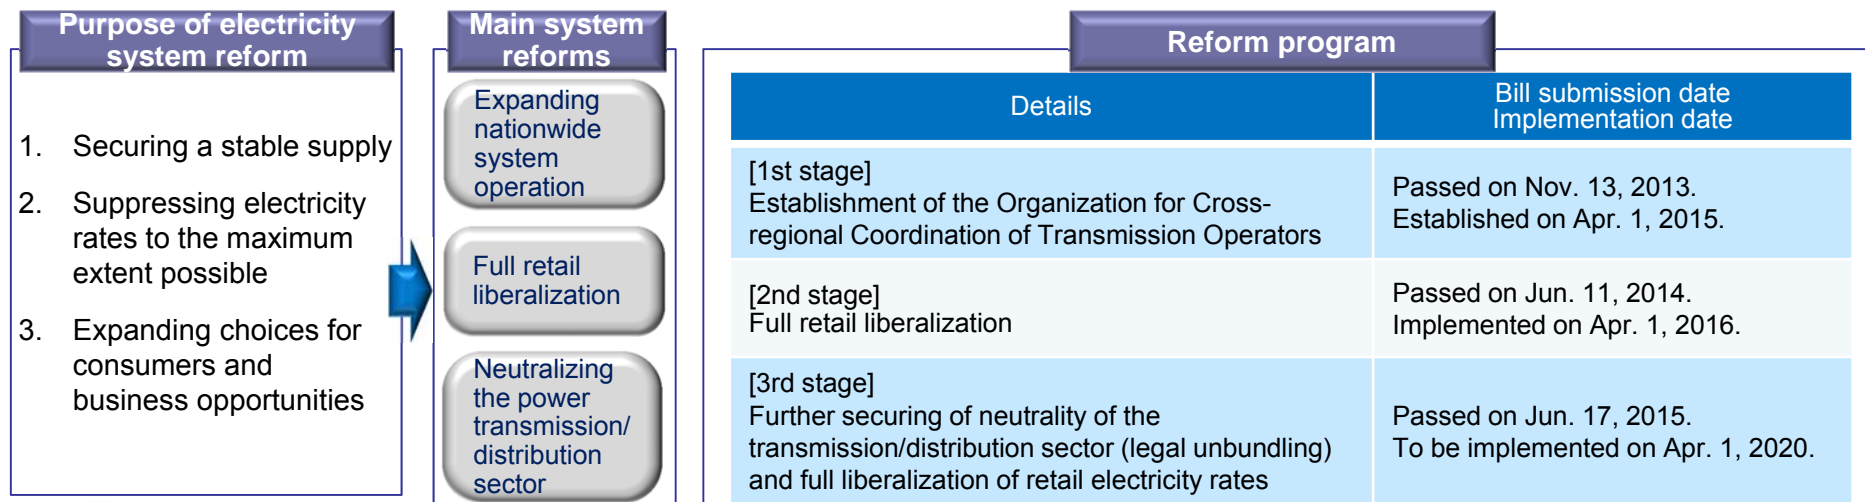 Purpose of electricity
system reform
1. Securing a stable supply
2. Suppressing electricity
rates to the maximum
extent possible
3. Expanding choices for
consumers and
business opportunities
Main system
reforms
Expanding
nationwide
system
operation
Full retail
liberalization
Neutralizing
the power
transmission/
distribution
sector
Reform program
Details
Bill submission date
Implementation date
[1st stage]
Establishment of the Organization for Cross-
regional Coordination of Transmission Operators
Passed on Nov. 13, 2013.
Established on Apr. 1, 2015.
[2nd stage]
Full retail liberalization
Passed on Jun. 11, 2014.
Implemented on Apr. 1, 2016.
[3rd stage]
Further securing of neutrality of the
transmission/distribution sector (legal unbundling)
and full liberalization of retail electricity rates
Passed on Jun. 17, 2015.
To be implemented on Apr. 1, 2020.